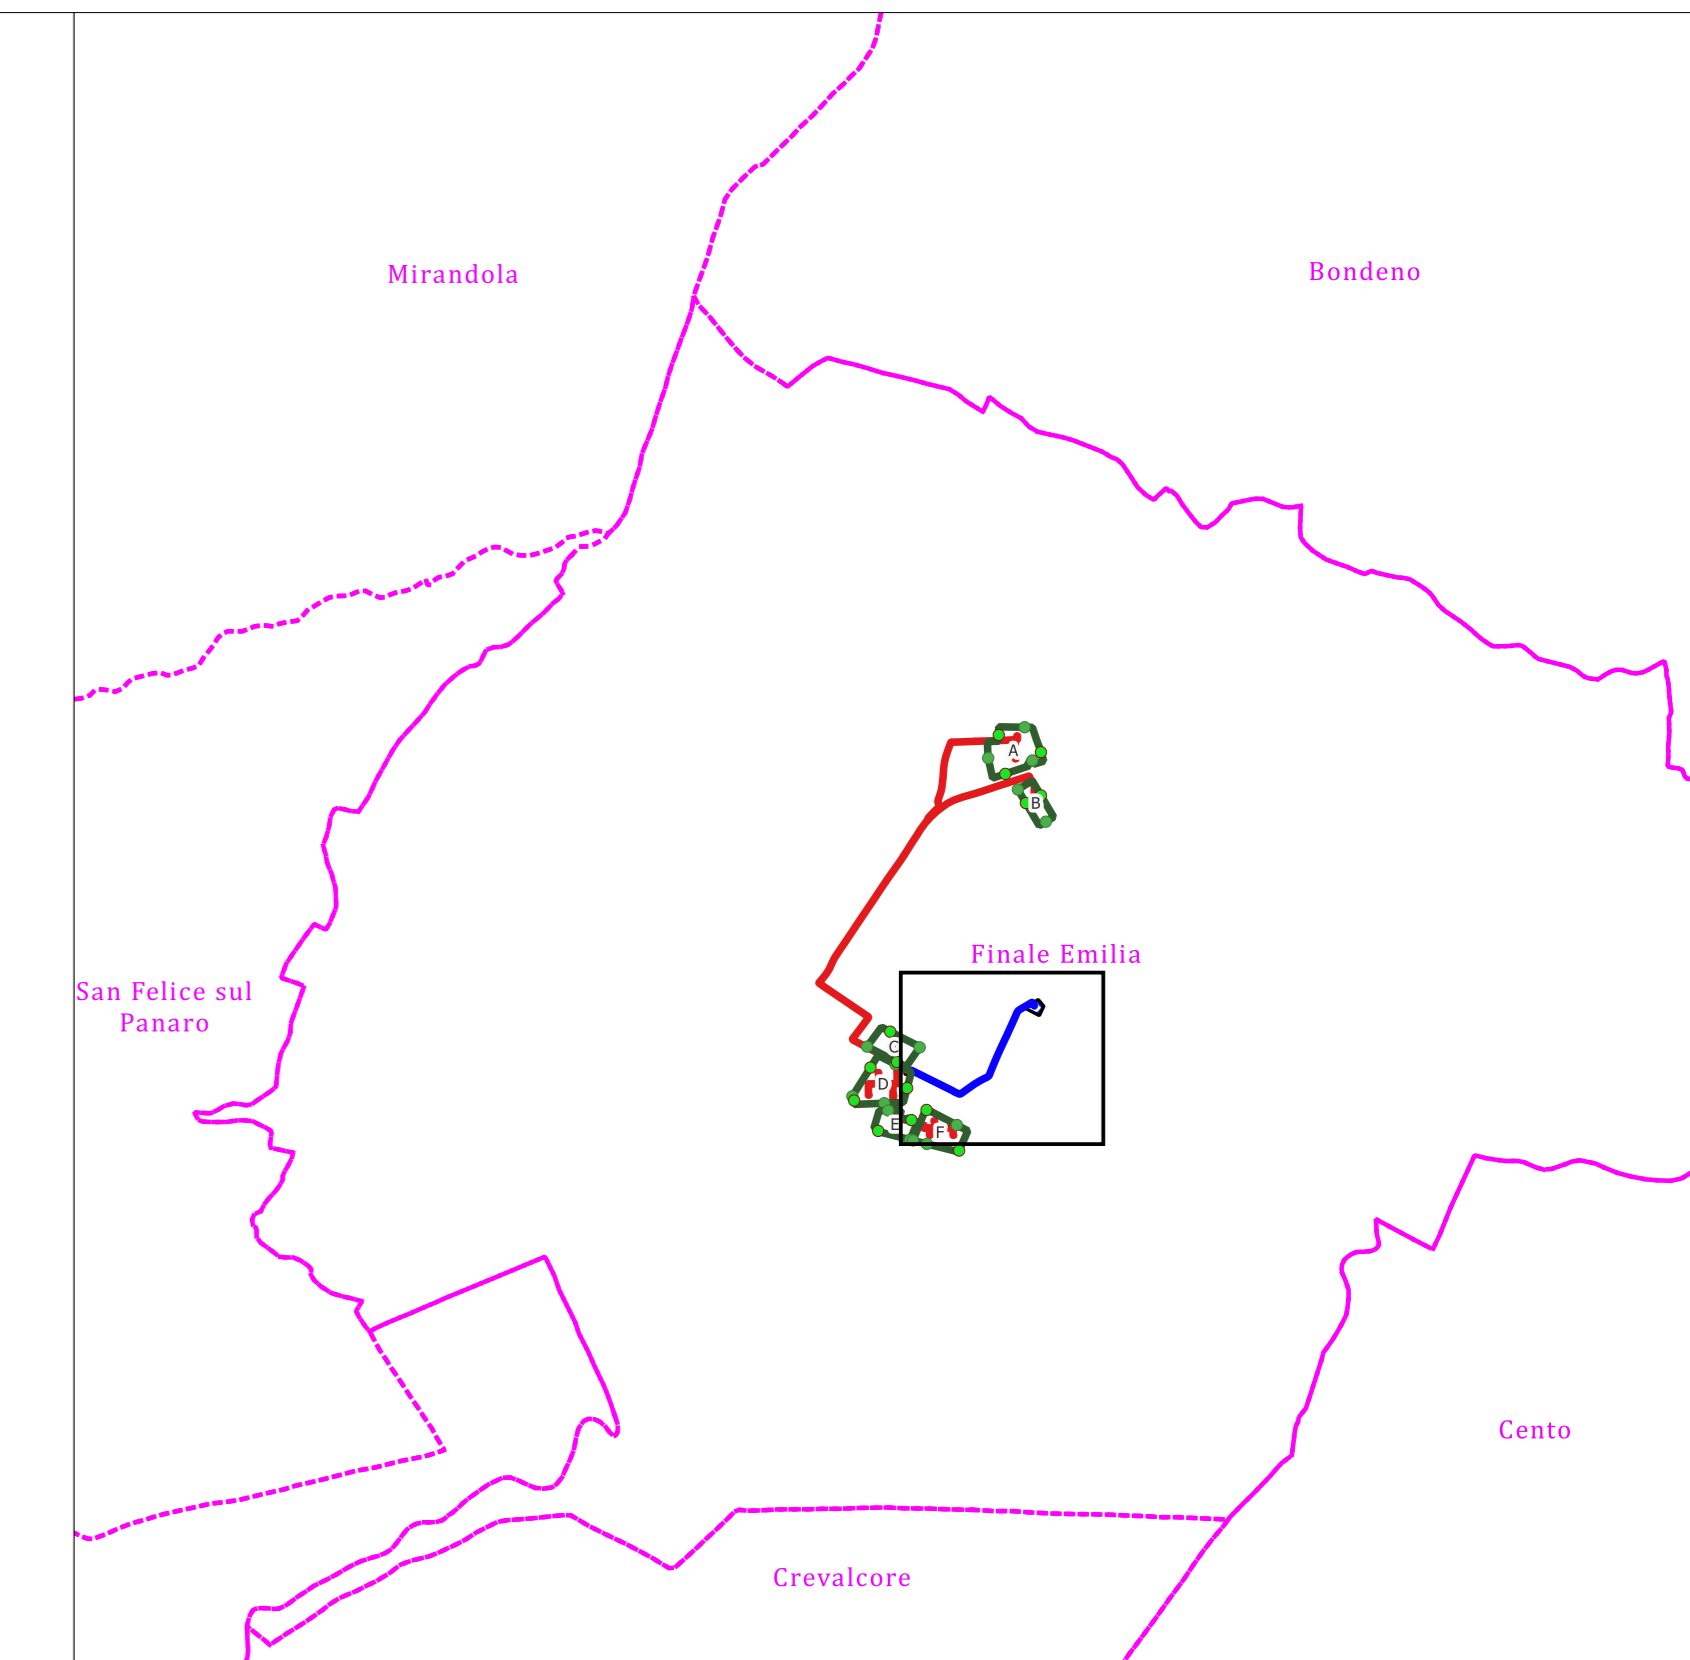 Bondeno
Mirandola
A
B
Finale Emilia
San Felice sul
Panaro
C
D
E
F
Cento
Crevalcore